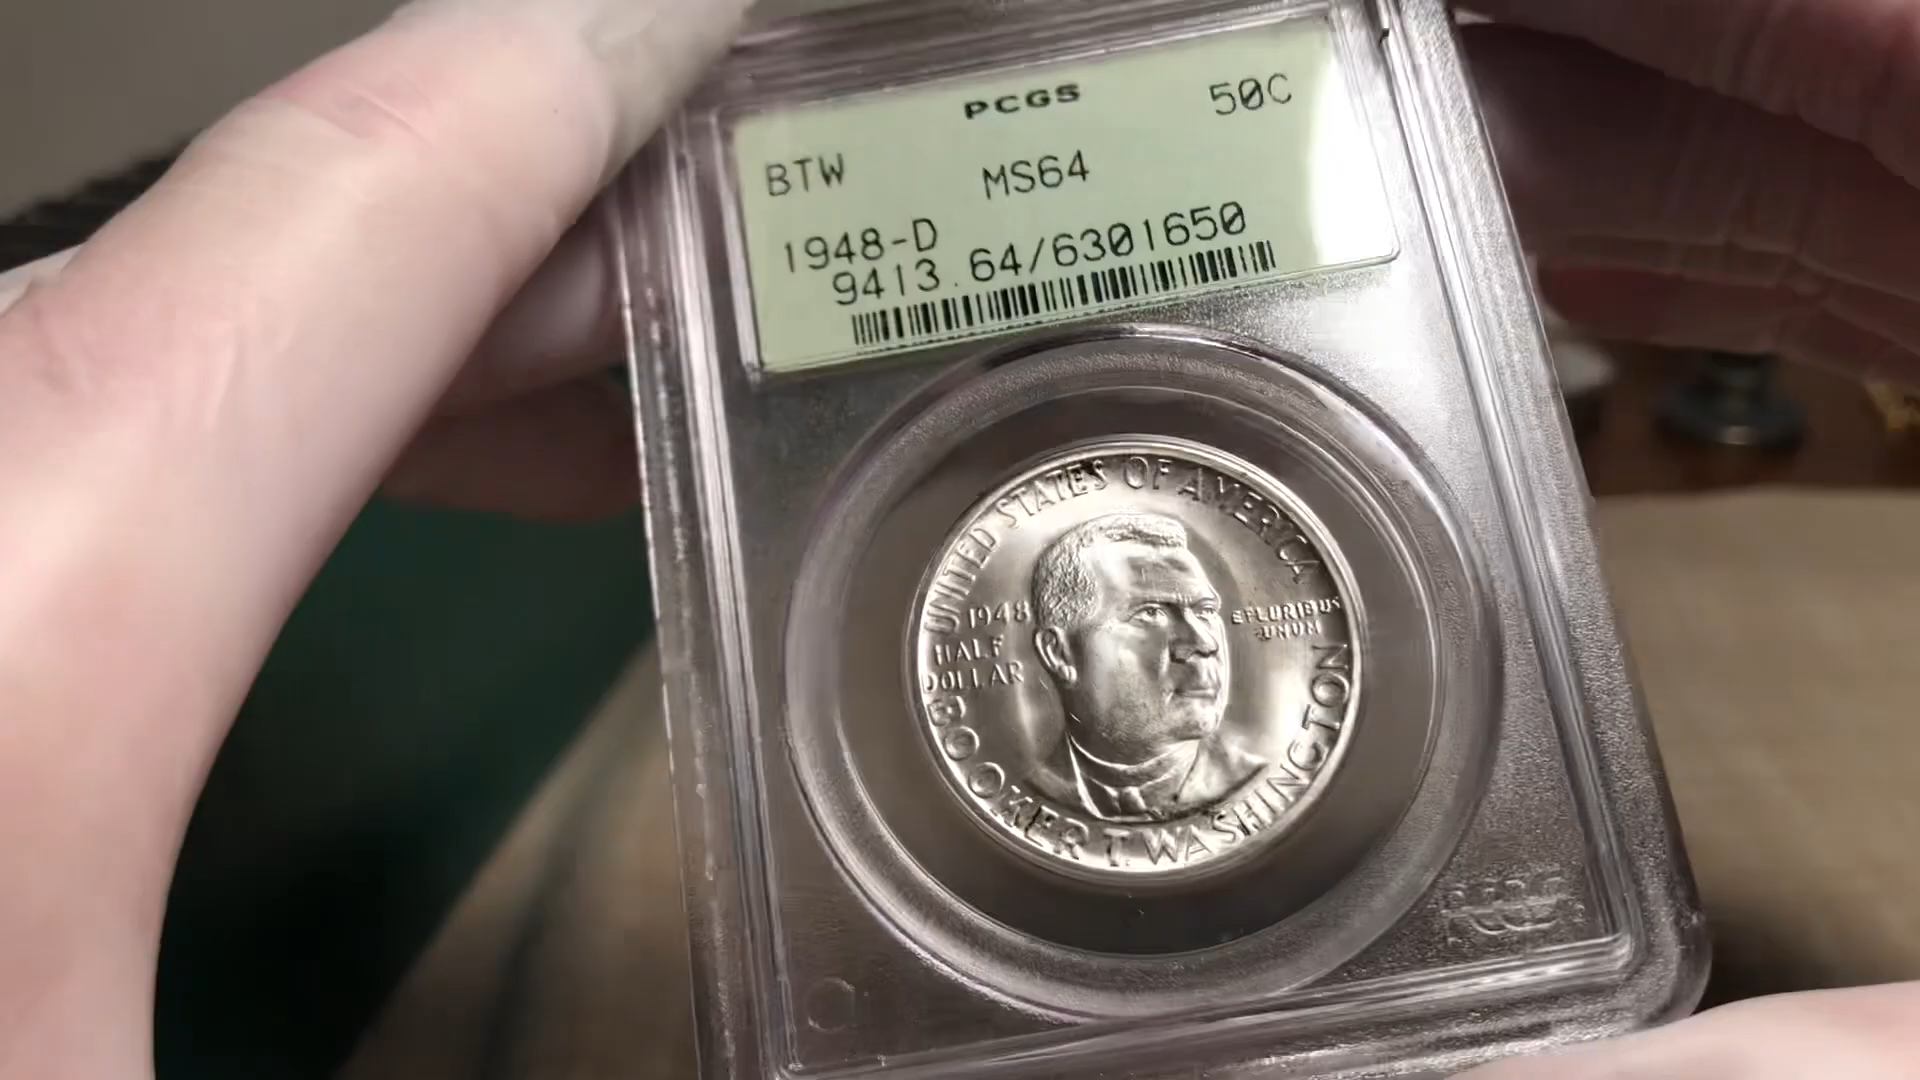 PCGS
50C
BTW
MS64
1948-D
9413.64/6301650
UNITED STATES OF AMERICA
1948
HALF
DOLLAR
E PLURIBUS
UNUM
BOOKER T. WASHINGTON
PCGS